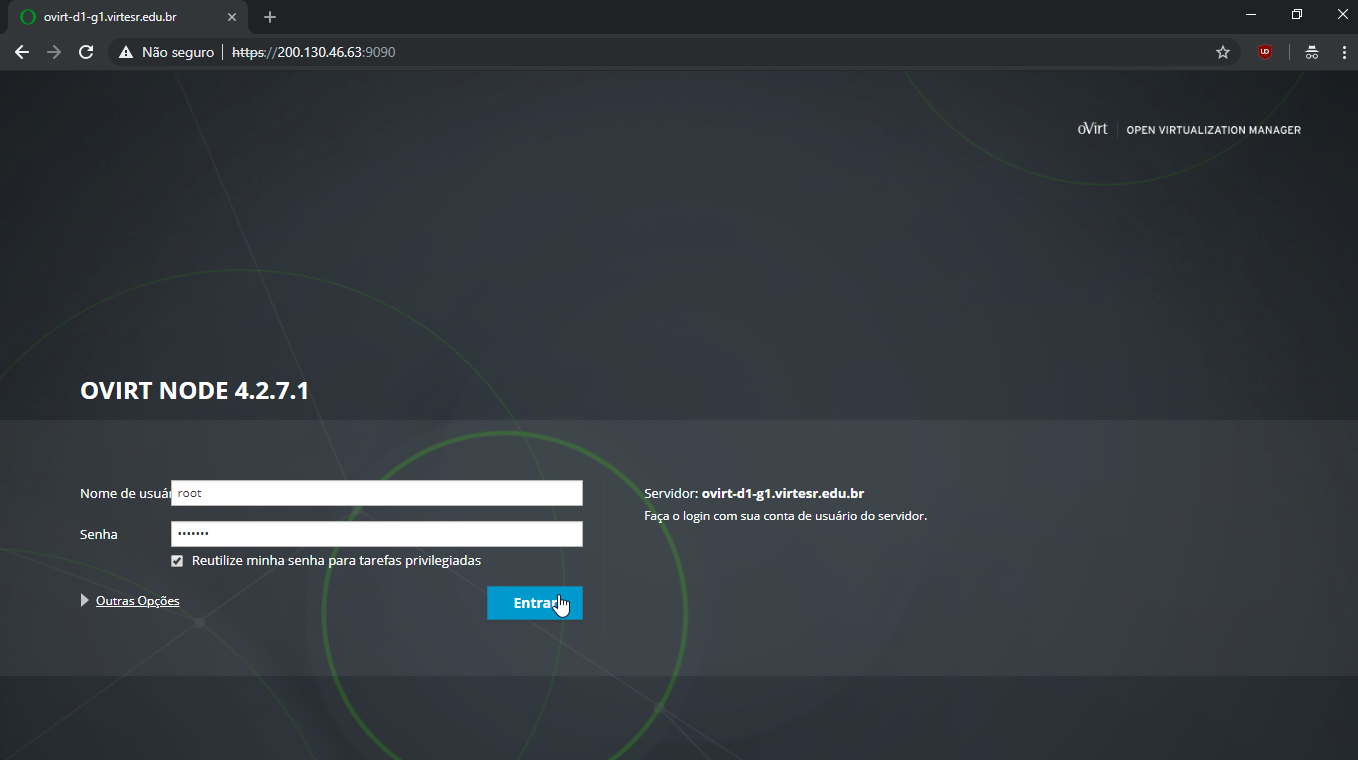 ovirt-d1-g1.virtesr.edu.br
Não seguro https://200.130.46.63:9090
oVirt OPEN VIRTUALIZATION MANAGER
OVIRT NODE 4.2.7.1
Nome de usuár root
Servidor: ovirt-d1-g1.virtesr.edu.br
Faça o login com sua conta de usuário do servidor.
Senha •••••••
Reutilize minha senha para tarefas privilegiadas
Outras Opções
Entrar